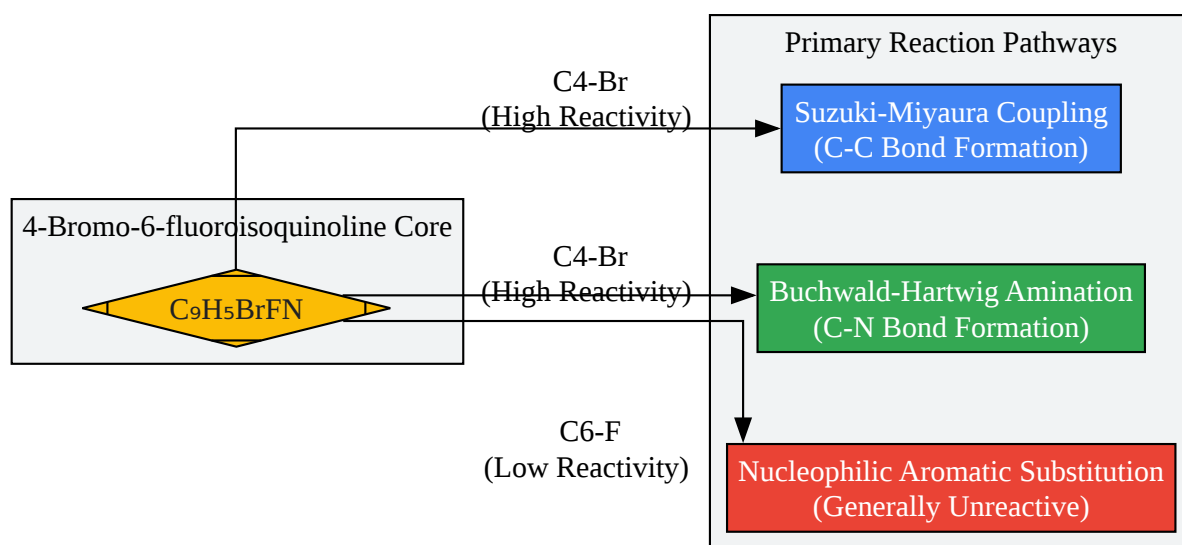 Primary Reaction Pathways
C4-Br
(High Reactivity)
Suzuki-Miyaura Coupling
(C-C Bond Formation)
4-Bromo-6-fluoroisoquinoline Core
C₉H₅BrFN
C4-Br
(High Reactivity)
Buchwald-Hartwig Amination
(C-N Bond Formation)
C6-F
(Low Reactivity)
Nucleophilic Aromatic Substitution
(Generally Unreactive)